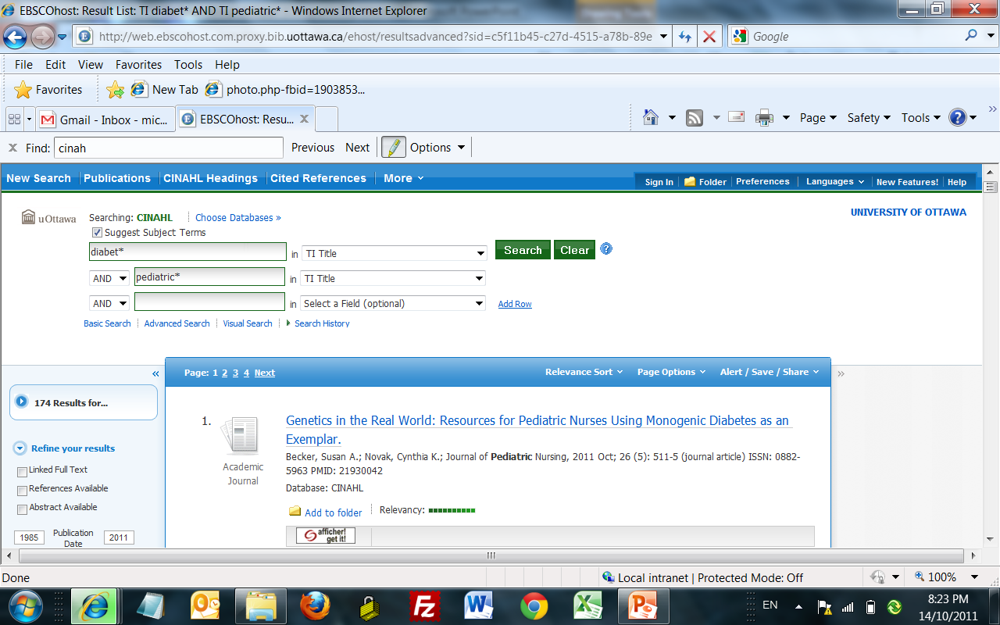 EBSCOhost: Result List: TI diabet* AND TI pediatric* - Windows Internet Explorer
http://web.ebscohost.com.proxy.bib.uottawa.ca/ehost/resultsadvanced?sid=c5f11b45-c27d-4515-a78b-89e
Google
File Edit View Favorites Tools Help
Favorites New Tab photo.php-fbid=1903853...
Gmail - Inbox - mic... EBSCOhost: Resu... Page Safety Tools
Find: cinah Previous Next Options
New Search Publications CINAHL Headings Cited References More Sign In Folder Preferences Languages New Features! Help
uOttawa Searching: CINAHL Choose Databases » UNIVERSITY OF OTTAWA
Suggest Subject Terms
diabet* in TI Title Search Clear ?
AND pediatric* in TI Title
AND in Select a Field (optional) Add Row
Basic Search Advanced Search Visual Search Search History
« Page: 1 2 3 4 Next Relevance Sort Page Options Alert / Save / Share »
174 Results for...
Refine your results
Linked Full Text
References Available
Abstract Available
1985 Publication Date 2011
1. Genetics in the Real World: Resources for Pediatric Nurses Using Monogenic Diabetes as an
Exemplar.
Academic
Journal
Becker, Susan A.; Novak, Cynthia K.; Journal of Pediatric Nursing, 2011 Oct; 26 (5): 511-5 (journal article) ISSN: 0882-
5963 PMID: 21930042
Database: CINAHL
Add to folder Relevancy:
afficher!
get it!
Done Local intranet | Protected Mode: Off 100%
EN 8:23 PM
14/10/2011